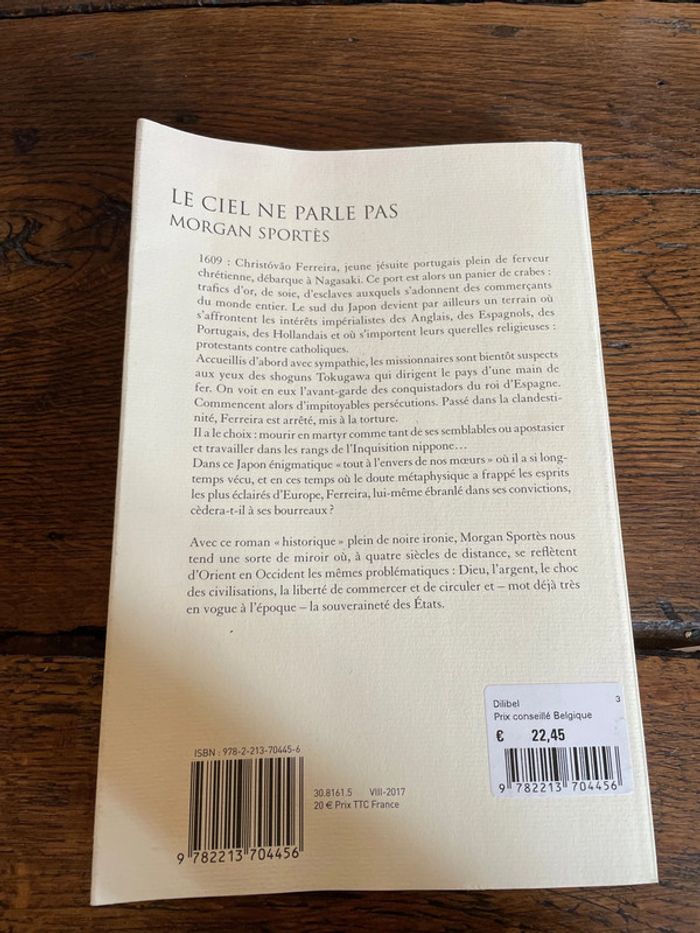 LE CIEL NE PARLE PAS
MORGAN SPORTÈS
1609 : Christóvão Ferreira, jeune jésuite portugais plein de ferveur
chrétienne, débarque à Nagasaki. Ce port est alors un panier de crabes :
trafics d'or, de soie, d'esclaves auxquels s'adonnent des commerçants
du monde entier. Le sud du Japon devient par ailleurs un terrain où
s'affrontent les intérêts impérialistes des Anglais, des Espagnols, des
Portugais, des Hollandais et où s'importent leurs querelles religieuses :
protestants contre catholiques.
Accueillis d'abord avec sympathie, les missionnaires sont bientôt suspects
aux yeux des shoguns Tokugawa qui dirigent le pays d'une main de
fer. On voit en eux l'avant-garde des conquistadors du roi d'Espagne.
Commencent alors d'impitoyables persécutions. Passé dans la clandesti-
nité, Ferreira est arrêté, mis à la torture.
Il a le choix : mourir en martyr comme tant de ses semblables ou apostasier
et travailler dans les rangs de l'Inquisition nippone…
Dans ce Japon énigmatique « tout à l'envers de nos mœurs » où il a si long-
temps vécu, et en ces temps où le doute métaphysique a frappé les esprits
les plus éclairés d'Europe, Ferreira, lui-même ébranlé dans ses convictions,
cèdera-t-il à ses bourreaux ?
Avec ce roman « historique » plein de noire ironie, Morgan Sportès nous
tend une sorte de miroir où, à quatre siècles de distance, se reflètent
d'Orient en Occident les mêmes problématiques : Dieu, l'argent, le choc
des civilisations, la liberté de commercer et de circuler et – mot déjà très
en vogue à l'époque – la souveraineté des États.
Dilibel 3
Prix conseillé Belgique
€ 22,45
9 782213 704456
ISBN : 978-2-213-70445-6
30.8161.5 VIII-2017
20 € Prix TTC France
9 782213 704456